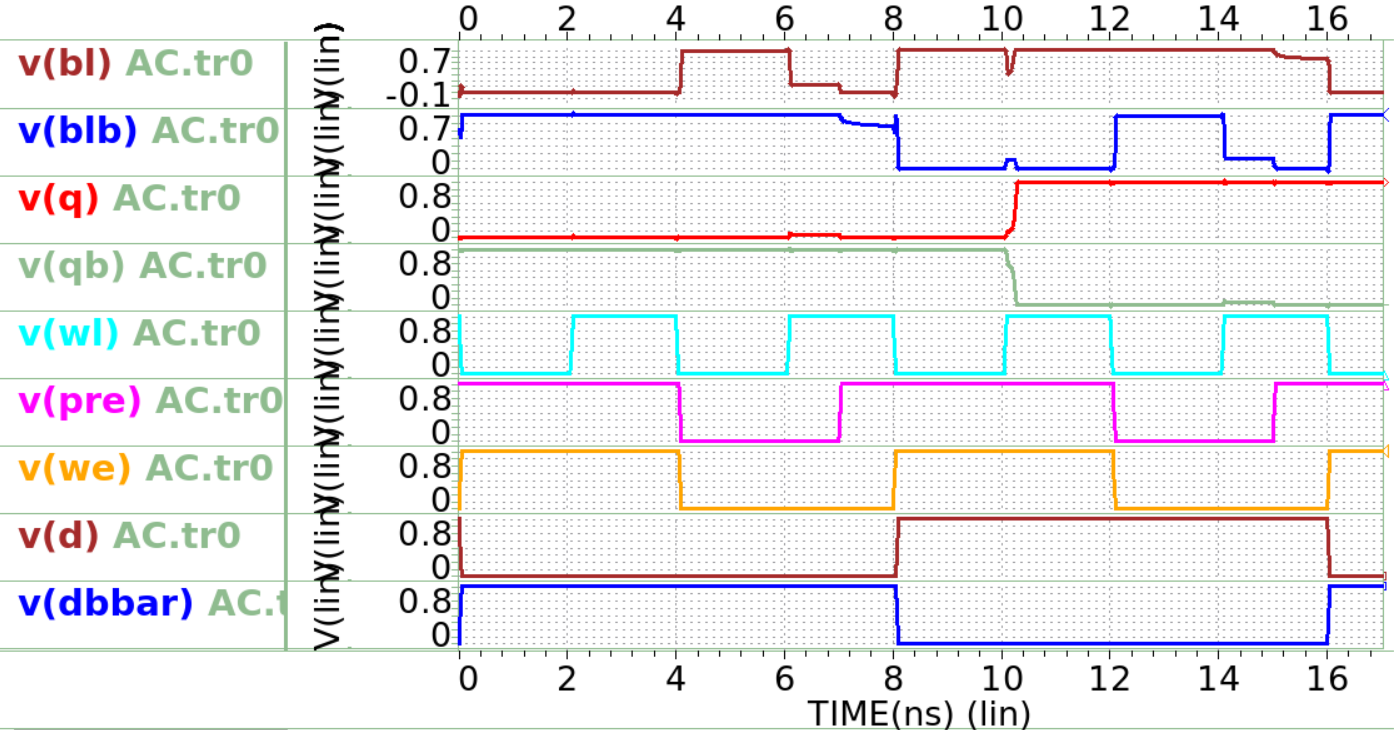 0 2 4 6 8 10 12 14 16
v(bl) AC.tr0 0.7
-0.1
v(blb) AC.tr0 0.7
0
v(q) AC.tr0 0.8
0
v(qb) AC.tr0 0.8
0
v(wl) AC.tr0 0.8
0
v(pre) AC.tr0 0.8
0
v(we) AC.tr0 0.8
0
v(d) AC.tr0 0.8
0
v(dbbar) AC.t 0.8
0
V(lin)
0 2 4 6 8 10 12 14 16
TIME(ns) (lin)